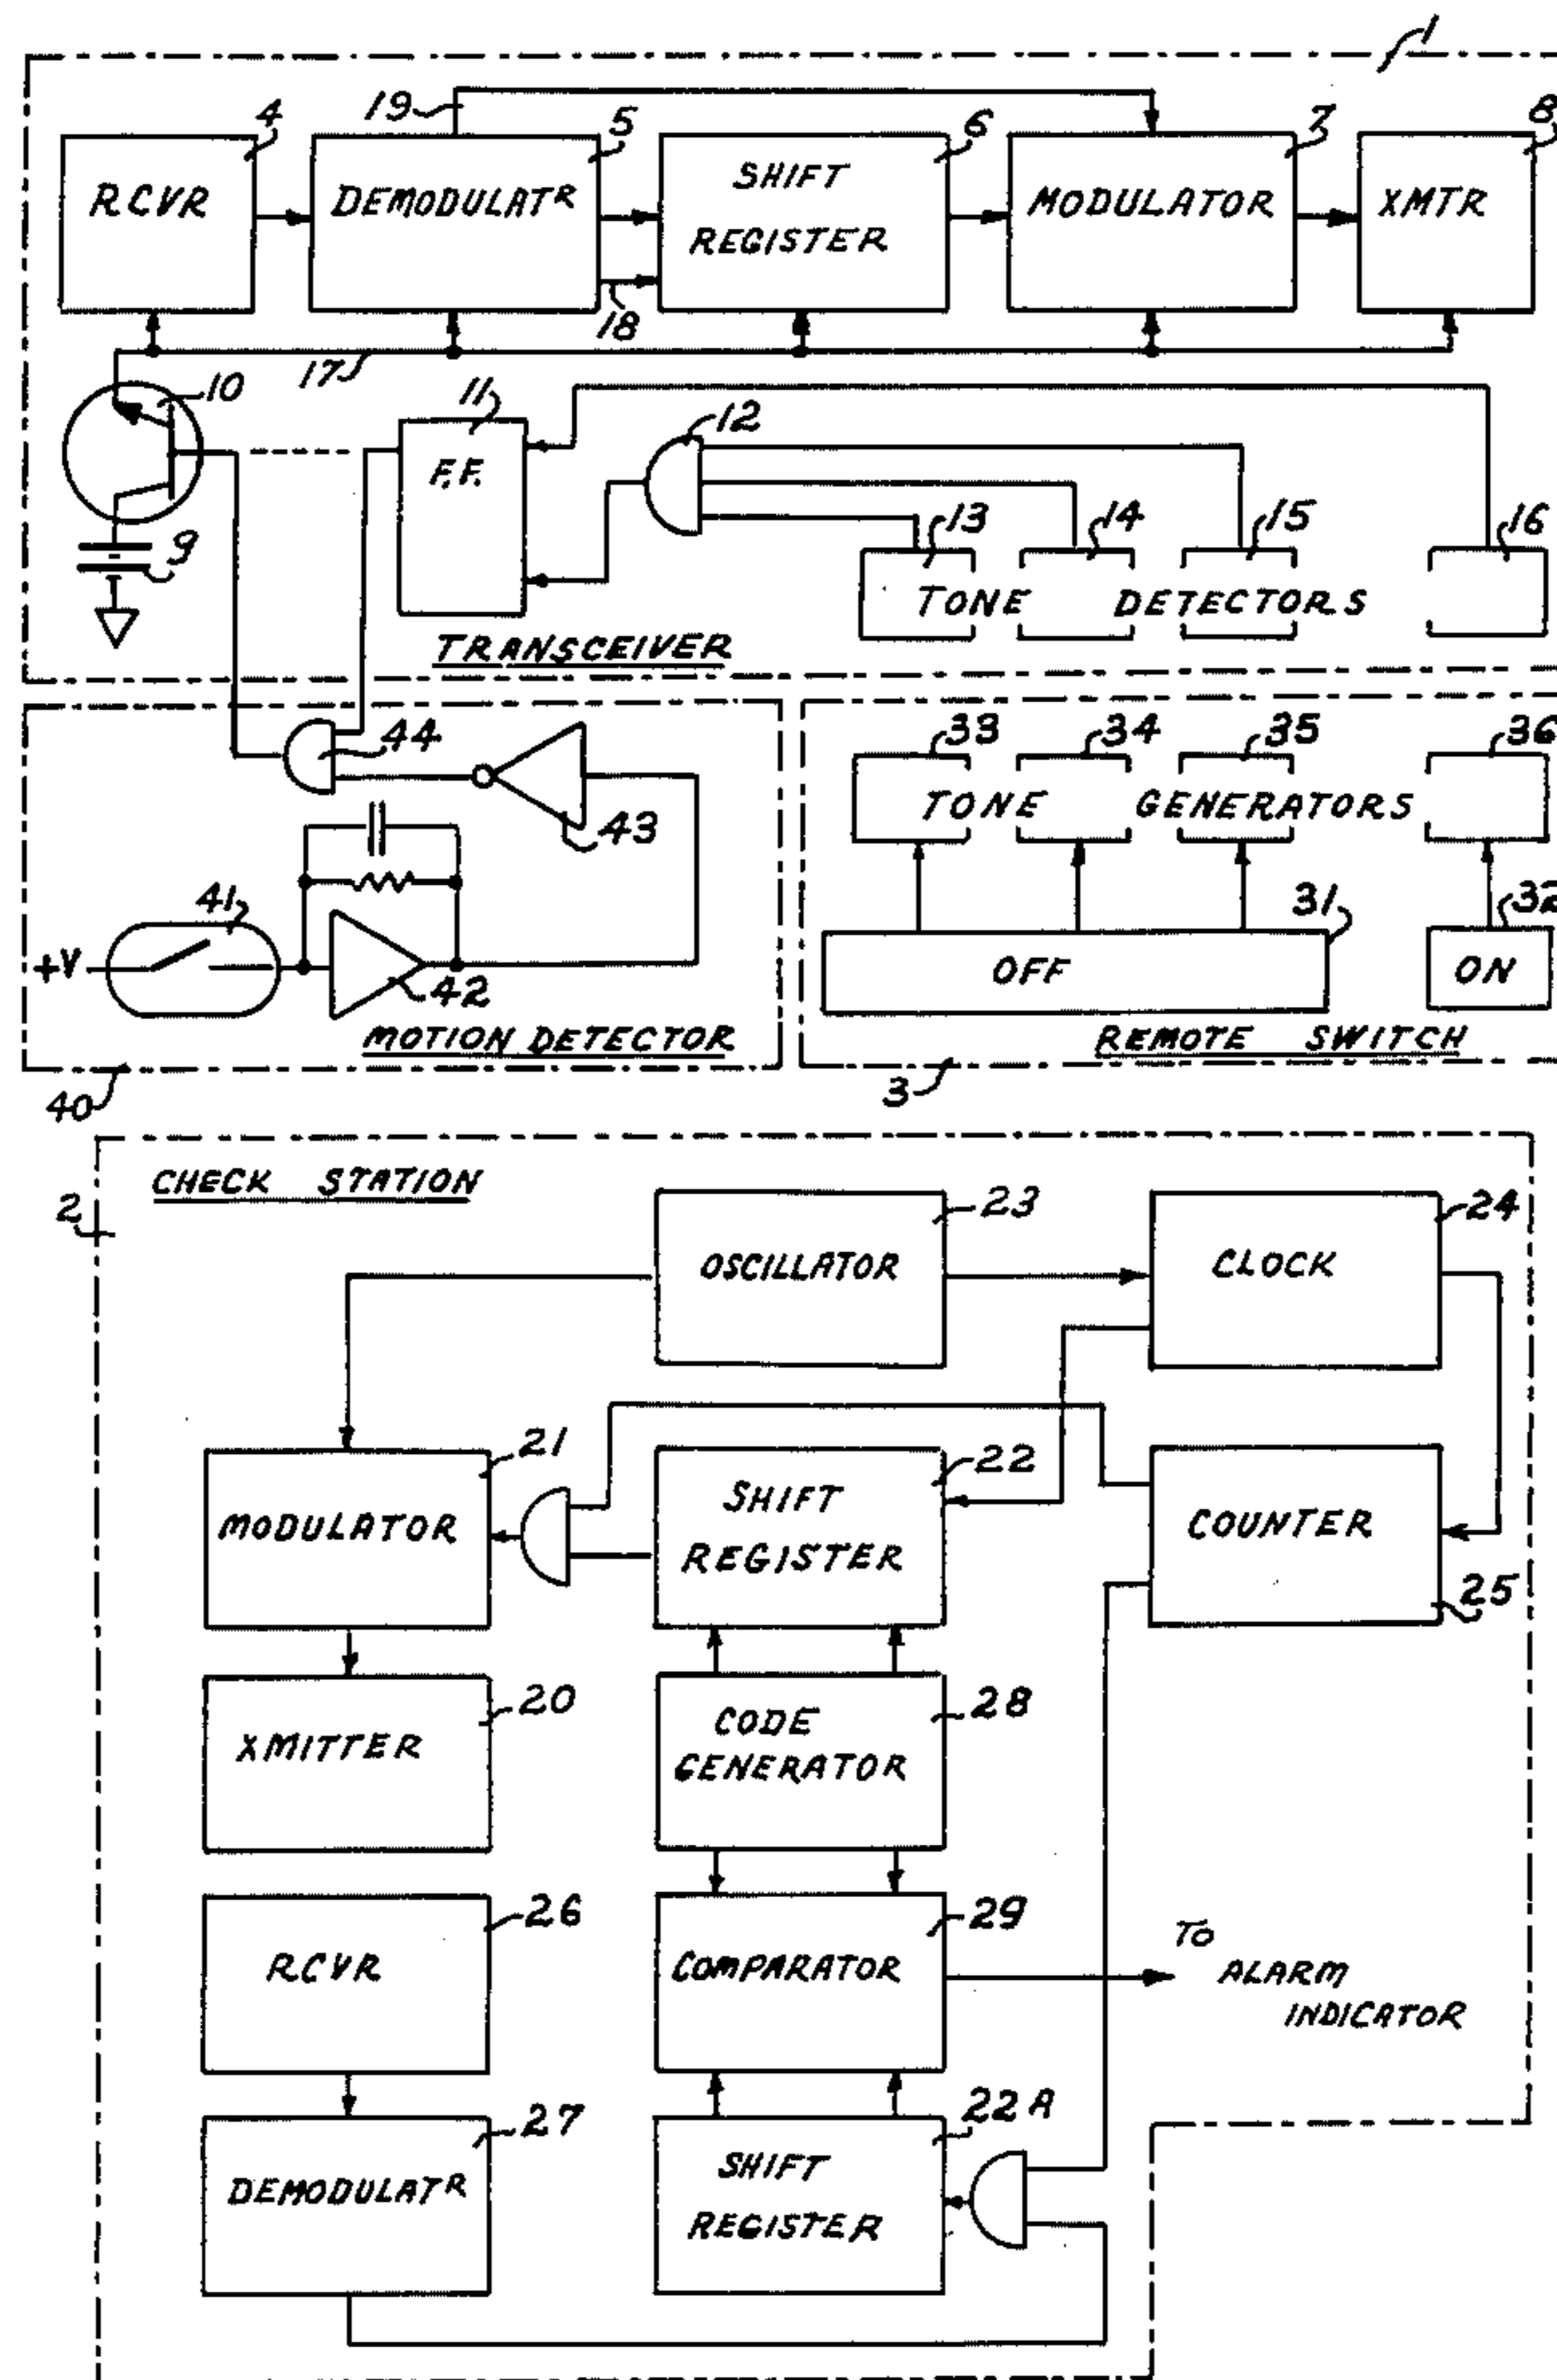 1
19
4
5
6
7
8
RCVR
DEMODULATR
SHIFT
REGISTER
MODULATOR
XMTR
18
17
10
11
12
F.F.
9
13
14
15
16
TONE DETECTORS
TRANSCEIVER
44
43
33
34
35
36
TONE GENERATORS
41
+V
42
31
32
OFF
ON
MOTION DETECTOR
REMOTE SWITCH
40
3
CHECK STATION
2
23
24
OSCILLATOR
CLOCK
21
22
MODULATOR
SHIFT
REGISTER
COUNTER
25
20
28
XMITTER
CODE
GENERATOR
26
29
RCVR
COMPARATOR
TO
ALARM
INDICATOR
27
22A
DEMODULATR
SHIFT
REGISTER